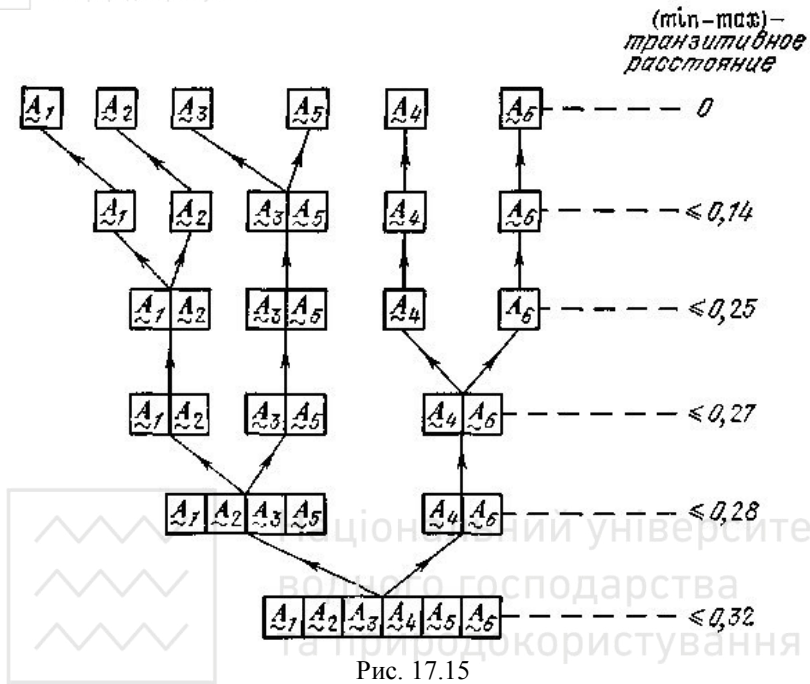 (min-max)-
транзитивное
расстояние
A1 A2 A3 A5 A4 A6 0
A1 A2 A3 A5 A4 A6 ≤ 0,14
A1 A2 A3 A5 A4 A6 ≤ 0,25
A1 A2 A3 A5 A4 A6 ≤ 0,27
A1 A2 A3 A5 A4 A6 ≤ 0,28
національний університе
водного господарства
A1 A2 A3 A4 A5 A6 ≤ 0,32
та природокористування
Рис. 17.15